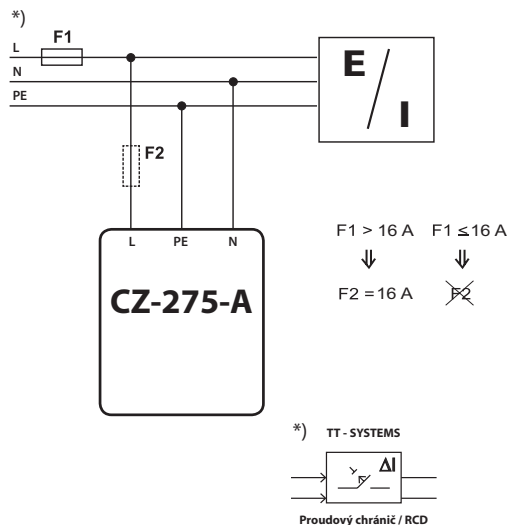 *)
F1
L
N
PE
E
I
F2
L PE N
CZ-275-A
F1 > 16 A F1 ≤ 16 A
⇓ ⇓
F2 = 16 A F2
*) TT - SYSTEMS
ΔI
Proudový chránič / RCD